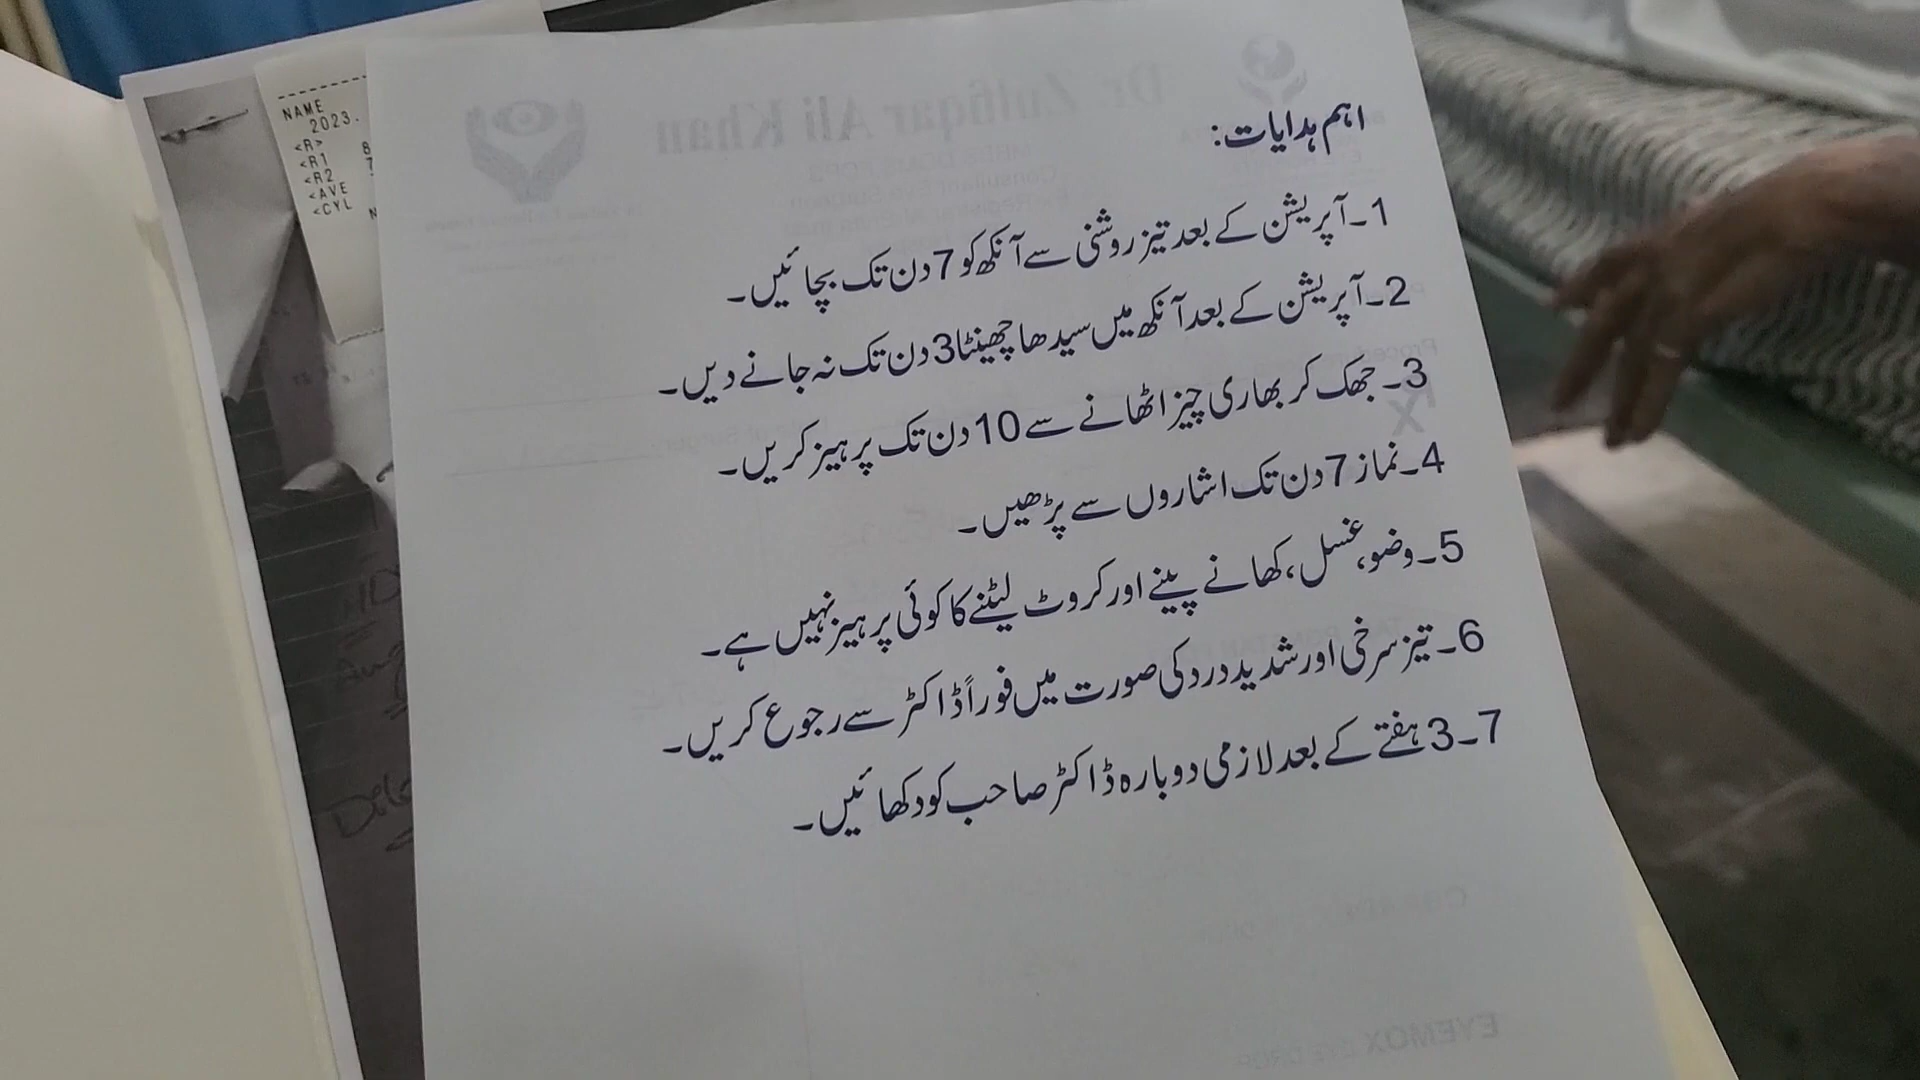 اہم ہدایات:
1۔آپریشن کے بعد تیز روشنی سے آنکھ کو 7 دن تک بچائیں۔
2۔آپریشن کے بعد آنکھ میں سیدھا چھینٹا 3 دن تک نہ جانے دیں۔
3۔ جھک کر بھاری چیز اٹھانے سے 10 دن تک پرہیز کریں۔
4۔نماز 7 دن تک اشاروں سے پڑھیں۔
5۔وضو، غسل، کھانے پینے اور کروٹ لیٹنے کا کوئی پرہیز نہیں ہے۔
6۔تیز سرخی اور شدید درد کی صورت میں فوراً ڈاکٹر سے رجوع کریں۔
7۔3 ہفتے کے بعد لازمی دوبارہ ڈاکٹر صاحب کو دکھائیں۔
NAME
2023.
<R>
<R1 8
<R2 7
<AVE
<CYL
Dr. Zulfiqar Ali Khan
EYEMOX EYE DROP